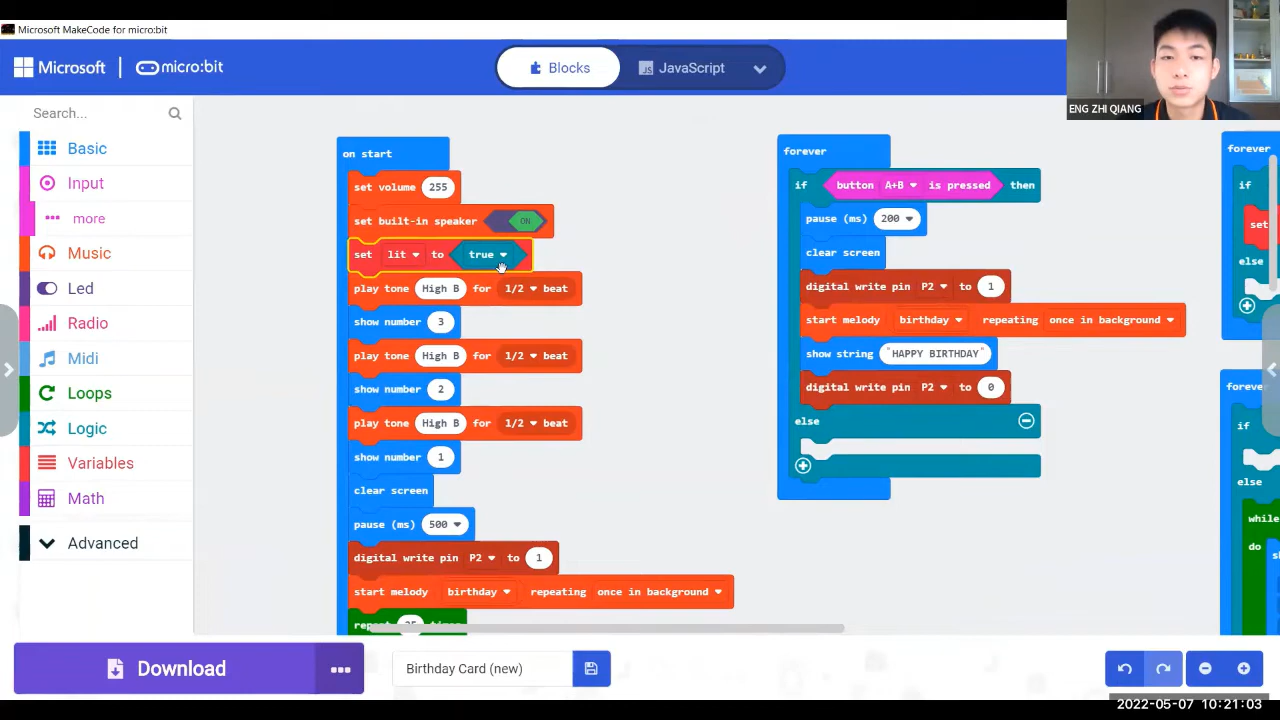 Microsoft MakeCode for micro:bit
Microsoft
micro:bit
Blocks
JS JavaScript
ENG ZHI QIANG
Search...
Basic
Input
more
Music
Led
Radio
Midi
Loops
Logic
Variables
Math
Advanced
on start
set volume 255
set built-in speaker ON
set lit to true
play tone High B for 1/2 beat
show number 3
play tone High B for 1/2 beat
show number 2
play tone High B for 1/2 beat
show number 1
clear screen
pause (ms) 500
digital write pin P2 to 1
start melody birthday repeating once in background
forever
if button A+B is pressed then
pause (ms) 200
clear screen
digital write pin P2 to 1
start melody birthday repeating once in background
show string "HAPPY BIRTHDAY"
digital write pin P2 to 0
else
forever
if
set
else
forever
if
else
while
do
Download
Birthday Card (new)
2022-05-07 10:21:03